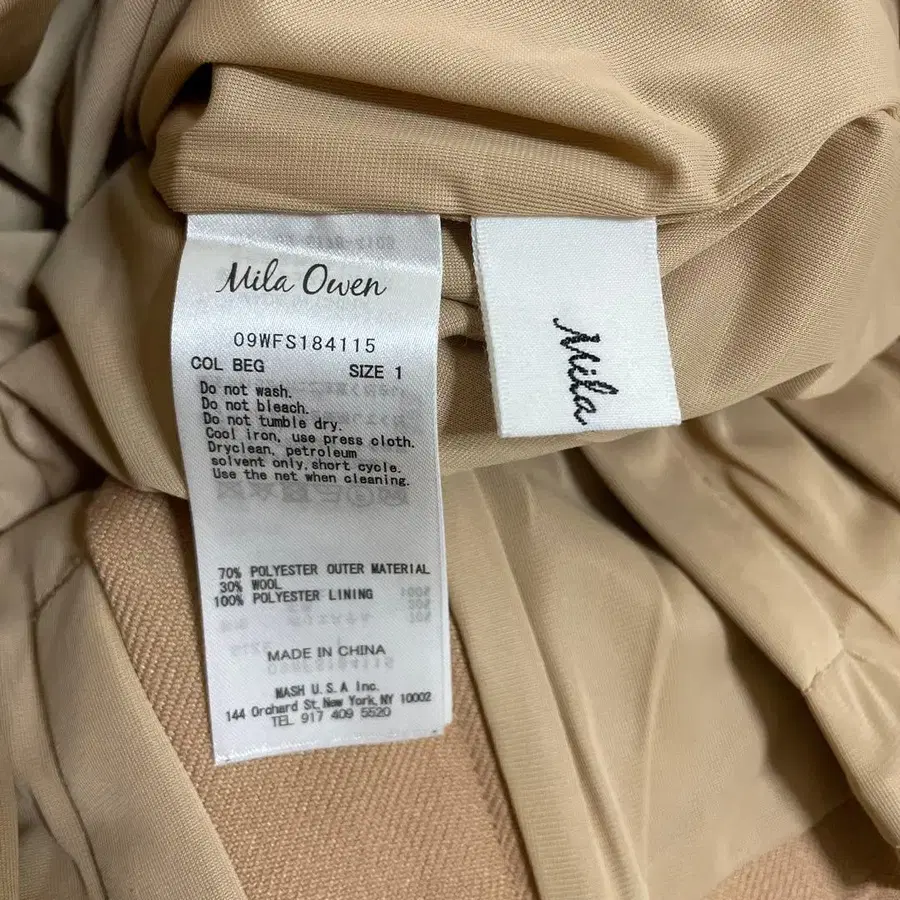 Mila Owen
09WFS184115
COL BEG SIZE 1
Do not wash.
Do not bleach.
Do not tumble dry.
Cool iron, use press cloth.
Dryclean, petroleum
solvent only, short cycle.
Use the net when cleaning.
70% POLYESTER OUTER MATERIAL
30% WOOL
100% POLYESTER LINING
MADE IN CHINA
MASH U.S.A Inc.
144 Orchard St. New York, NY 10002
TEL 917 409 5520
Mila